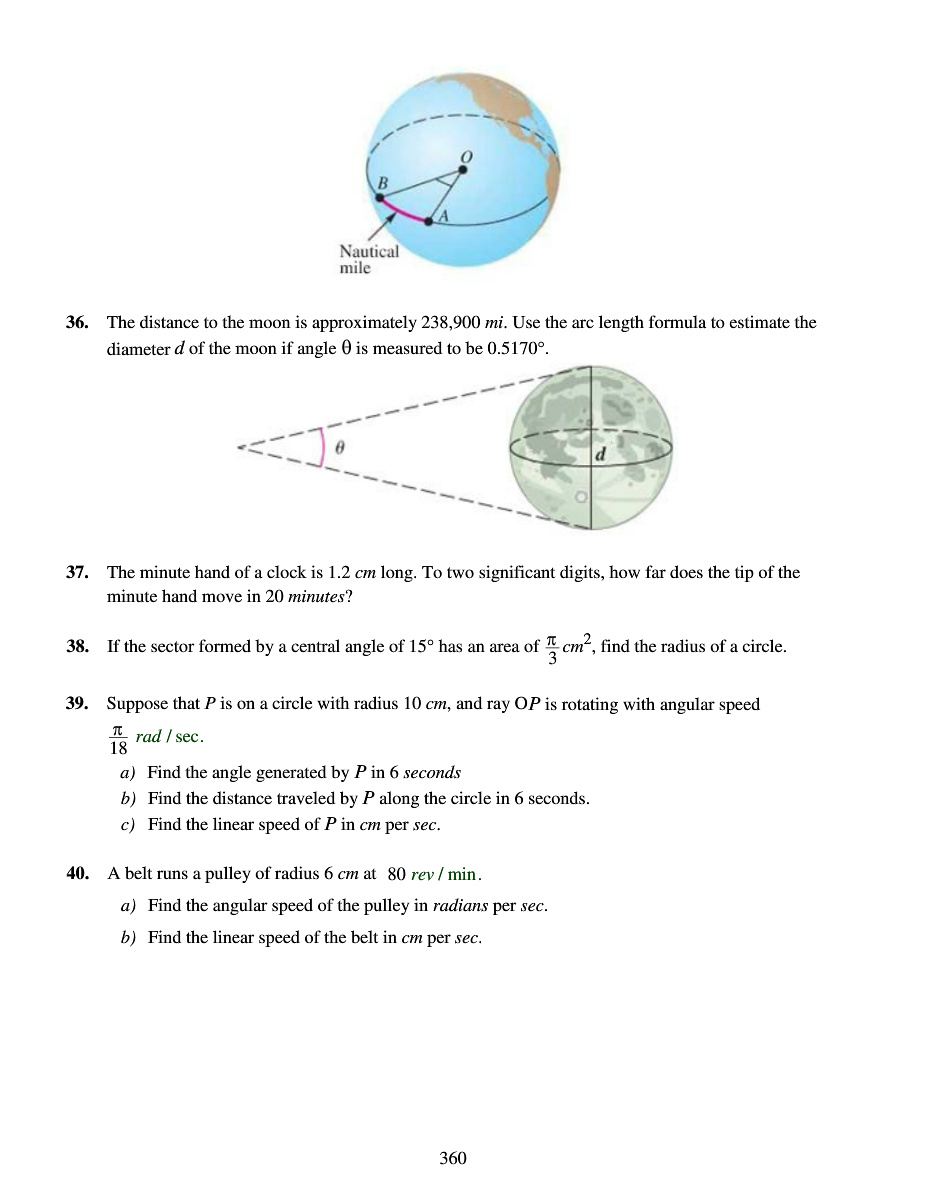 O
B
A
Nautical
mile
36. The distance to the moon is approximately 238,900 mi. Use the arc length formula to estimate the
diameter d of the moon if angle θ is measured to be 0.5170°.
θ
d
37. The minute hand of a clock is 1.2 cm long. To two significant digits, how far does the tip of the
minute hand move in 20 minutes?
38. If the sector formed by a central angle of 15° has an area of π/3 cm², find the radius of a circle.
39. Suppose that P is on a circle with radius 10 cm, and ray OP is rotating with angular speed
π/18 rad / sec.
a) Find the angle generated by P in 6 seconds
b) Find the distance traveled by P along the circle in 6 seconds.
c) Find the linear speed of P in cm per sec.
40. A belt runs a pulley of radius 6 cm at 80 rev / min.
a) Find the angular speed of the pulley in radians per sec.
b) Find the linear speed of the belt in cm per sec.
360